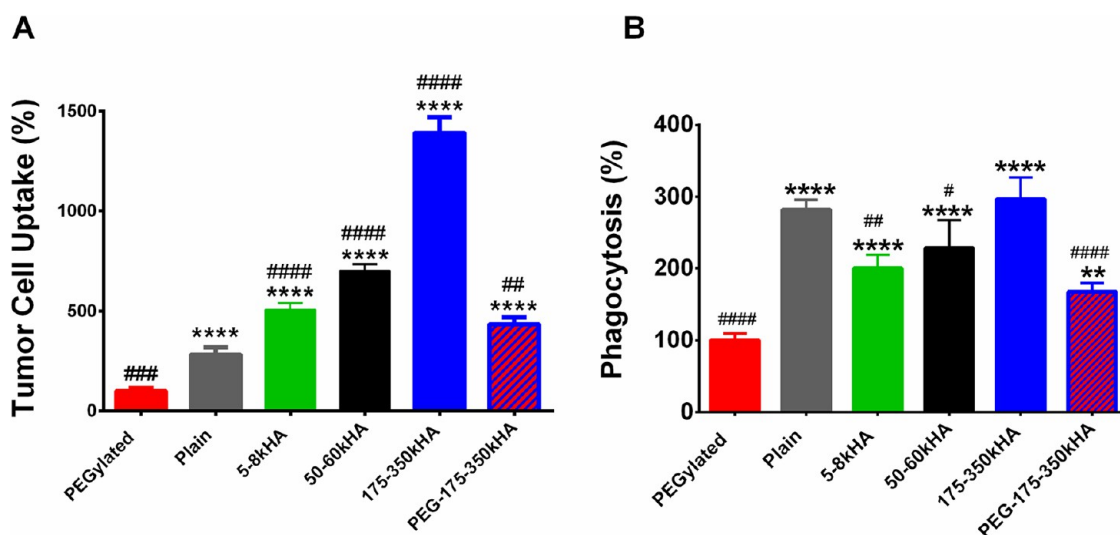 A
Tumor Cell Uptake (%)
1500
1000
500
0
###
****
####
****
####
****
####
****
##
****
PEGylated
Plain
5-8kHA
50-60kHA
175-350kHA
PEG-175-350kHA
B
Phagocytosis (%)
400
300
200
100
0
####
****
##
****
#
****
****
####
**
PEGylated
Plain
5-8kHA
50-60kHA
175-350kHA
PEG-175-350kHA